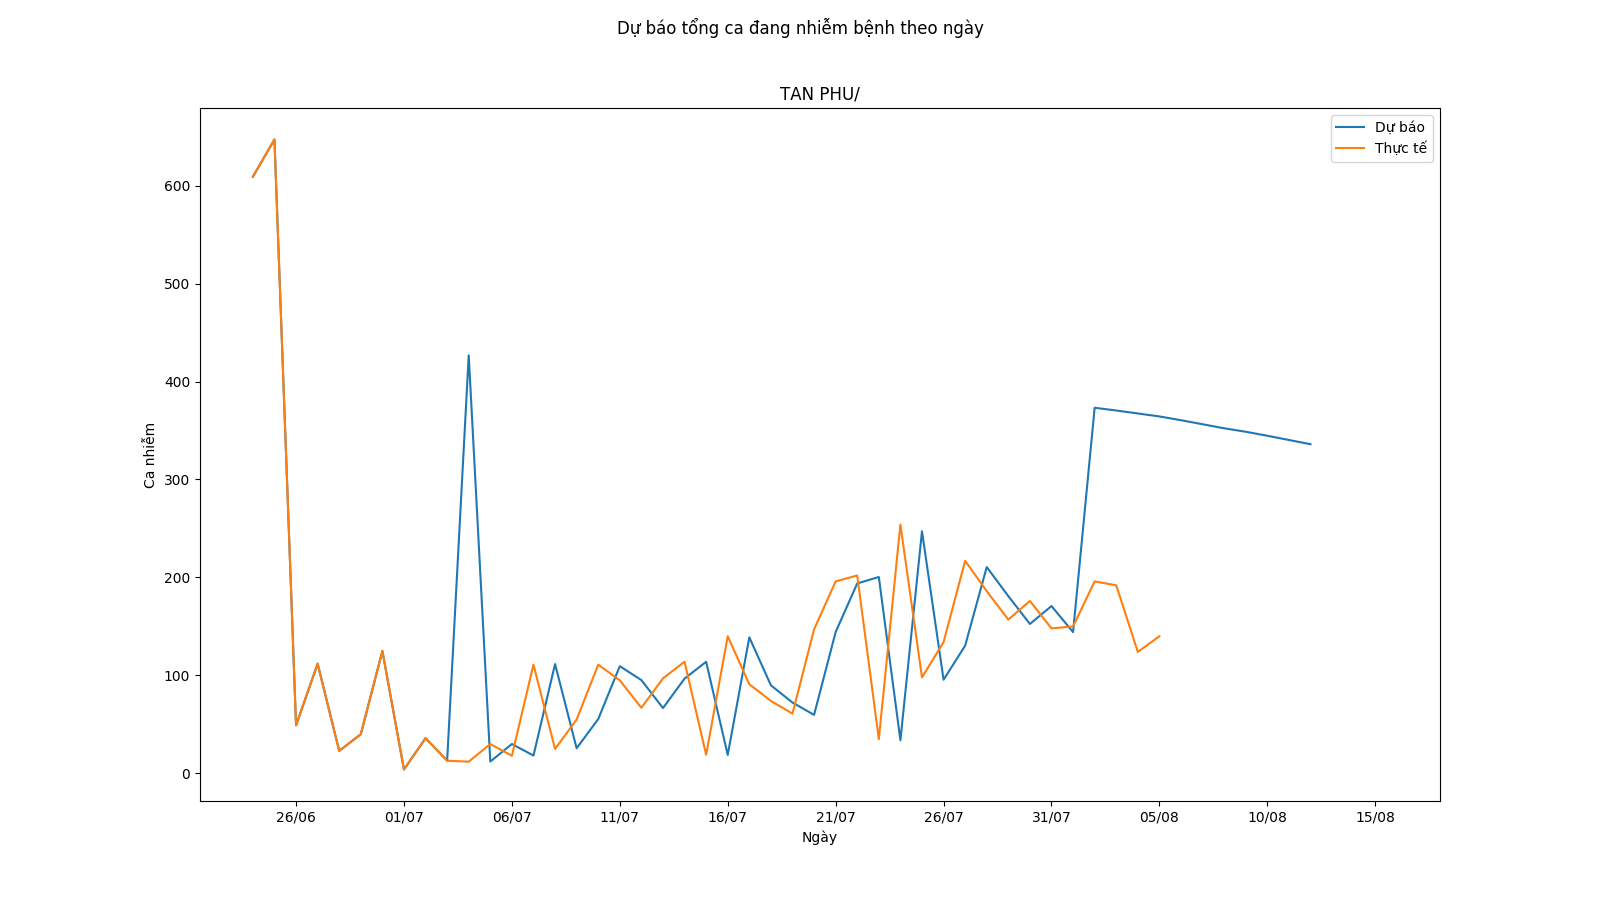 Dự báo tổng ca đang nhiễm bệnh theo ngày
TAN PHU/
Dự báo
Thực tế
600
500
400
300
200
100
0
Ca nhiễm
26/06 01/07 06/07 11/07 16/07 21/07 26/07 31/07 05/08 10/08 15/08
Ngày